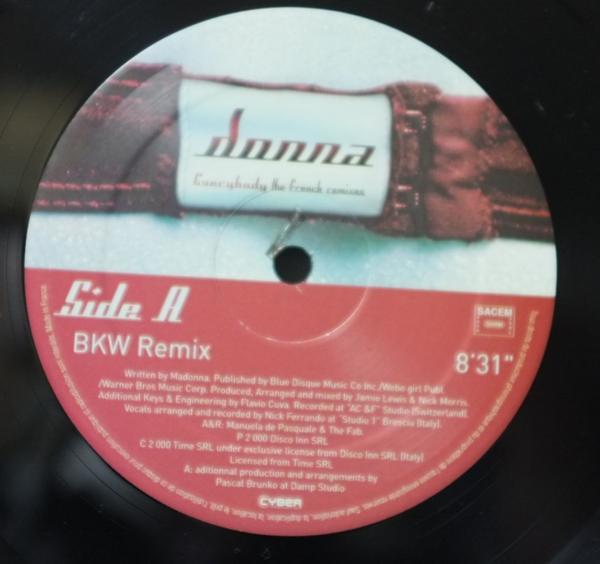 donna
fancybody the french remixes
Side A
SACEM
BKW Remix
8'31"
Written by Madonna. Published by Blue Disque Music Co Inc./Webo girl Publ.
/Warner Bros Music Corp. Produced, Arranged and mixed by Jamie Lewis & Nick Morris.
Additional Keys & Engineering by Flavio Cuva. Recorded at "AC &F" Studio (Switzerland).
Vocals arranged and recorded by Nick Ferrando at "Studio 1" Brescia (Italy).
A&R: Manuela de Pasquale & The Fab.
P 2 000 Disco Inn SRL
C 2 000 Time SRL under exclusive license from Disco Inn SRL (Italy)
Licensed from Time SRL
A: aditionnal production and arrangements by
Pascal Brunko at Damp Studio
CYBER
Made in France